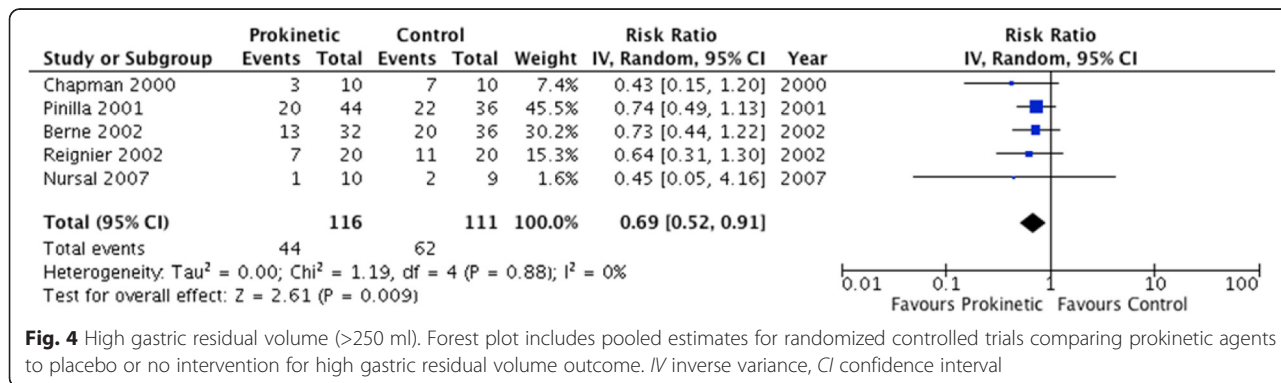 Prokinetic Control Risk Ratio Risk Ratio
Study or Subgroup Events Total Events Total Weight IV, Random, 95% CI Year IV, Random, 95% CI
Chapman 2000 3 10 7 10 7.4% 0.43 [0.15, 1.20] 2000
Pinilla 2001 20 44 22 36 45.5% 0.74 [0.49, 1.13] 2001
Berne 2002 13 32 20 36 30.2% 0.73 [0.44, 1.22] 2002
Reignier 2002 7 20 11 20 15.3% 0.64 [0.31, 1.30] 2002
Nursal 2007 1 10 2 9 1.6% 0.45 [0.05, 4.16] 2007
Total (95% CI) 116 111 100.0% 0.69 [0.52, 0.91]
Total events 44 62
Heterogeneity: Tau² = 0.00; Chi² = 1.19, df = 4 (P = 0.88); I² = 0%
Test for overall effect: Z = 2.61 (P = 0.009)
0.01 0.1 1 10 100
Favours Prokinetic Favours Control
Fig. 4 High gastric residual volume (>250 ml). Forest plot includes pooled estimates for randomized controlled trials comparing prokinetic agents
to placebo or no intervention for high gastric residual volume outcome. IV inverse variance, CI confidence interval